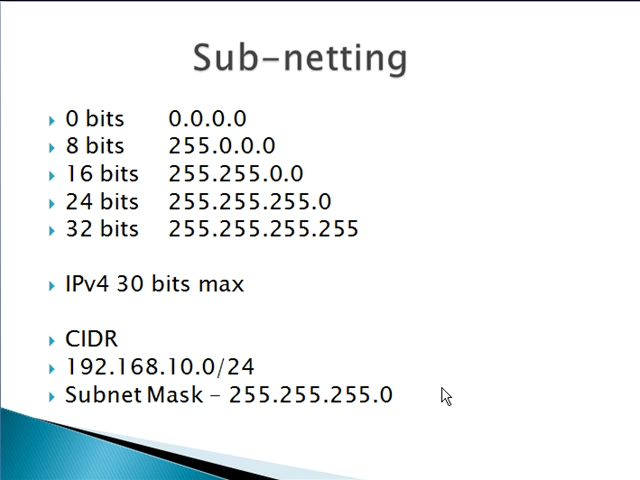 Sub-netting
0 bits 0.0.0.0
8 bits 255.0.0.0
16 bits 255.255.0.0
24 bits 255.255.255.0
32 bits 255.255.255.255
IPv4 30 bits max
CIDR
192.168.10.0/24
Subnet Mask – 255.255.255.0